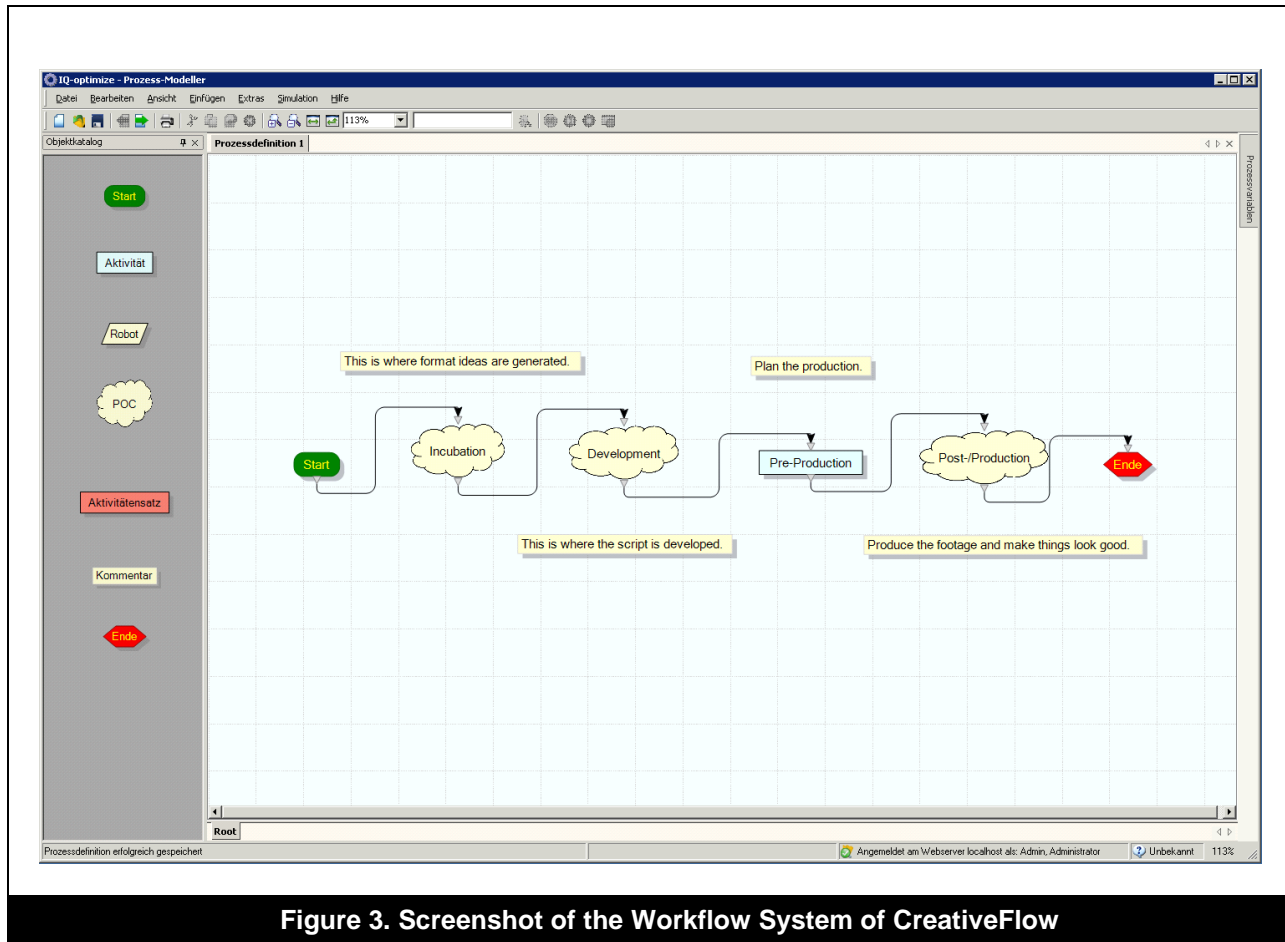 IQ-optimize - Prozess-Modeller
Datei Bearbeiten Ansicht Einfügen Extras Simulation Hilfe
113%
Objektkatalog
Prozessdefinition 1
Prozessvariablen
Start
Aktivität
Robot
POC
Aktivitätensatz
Kommentar
Ende
This is where format ideas are generated.
Plan the production.
Start
Incubation
Development
Pre-Production
Post-/Production
Ende
This is where the script is developed.
Produce the footage and make things look good.
Root
Prozessdefinition erfolgreich gespeichert
Angemeldet am Webserver localhost als: Admin, Administrator
Unbekannt
113%
Figure 3. Screenshot of the Workflow System of CreativeFlow